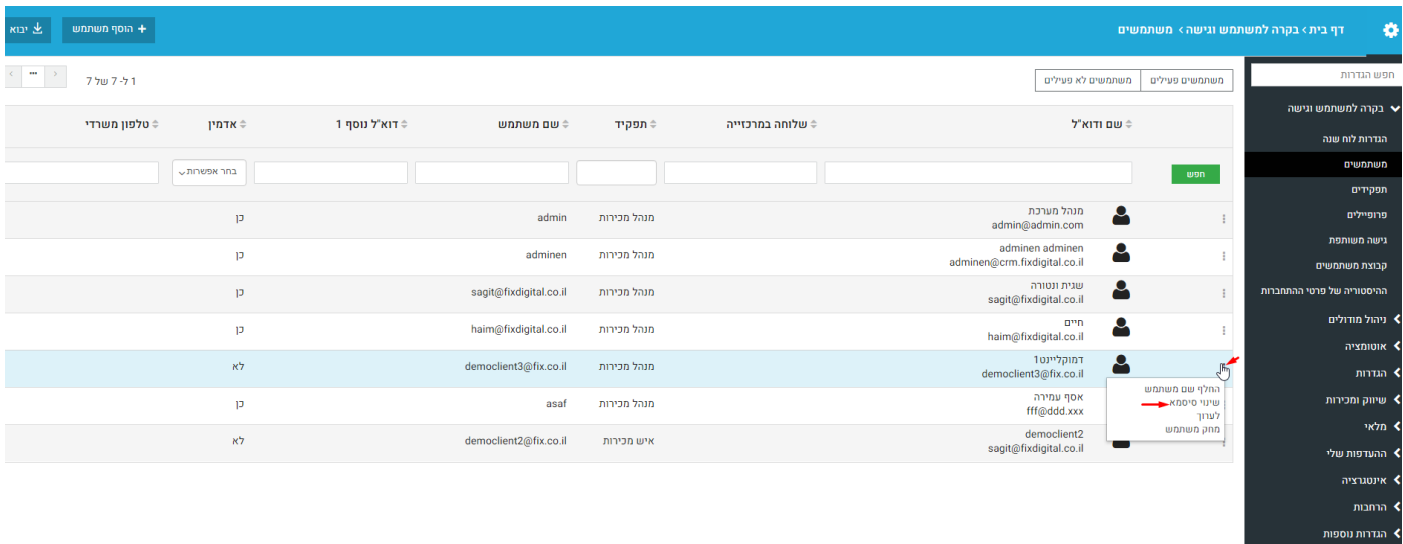 דף בית › בקרה למשתמש וגישה › משתמשים
+ הוסף משתמש
יבוא
חפש הגדרות
בקרה למשתמש וגישה
הגדרות לוח שנה
משתמשים
תפקידים
פרופיילים
גישה משותפת
קבוצת משתמשים
ההיסטוריה של פרטי ההתחברות
ניהול מודולים
אוטומציה
הגדרות
שיווק ומכירות
מלאי
ההעדפות שלי
אינטגרציה
הרחבות
הגדרות נוספות
משתמשים פעילים משתמשים לא פעילים
1 ל- 7 של 7
שם ודוא"ל שלוחה במרכזייה תפקיד שם משתמש דוא"ל נוסף 1 אדמין טלפון משרדי
חפש בחר אפשרות
מנהל מערכת
admin@admin.com
מנהל מכירות admin כן
adminen adminen
adminen@crm.fixdigital.co.il
מנהל מכירות adminen כן
שגית ונטורה
sagit@fixdigital.co.il
מנהל מכירות sagit@fixdigital.co.il כן
חיים
haim@fixdigital.co.il
מנהל מכירות haim@fixdigital.co.il כן
דמוקליינט1
democlient3@fix.co.il
מנהל מכירות democlient3@fix.co.il לא
החלף שם משתמש
שינוי סיסמא
לערוך
מחק משתמש
אסף עמירה
fff@ddd.xxx
מנהל מכירות asaf כן
democlient2
sagit@fixdigital.co.il
איש מכירות democlient2@fix.co.il לא